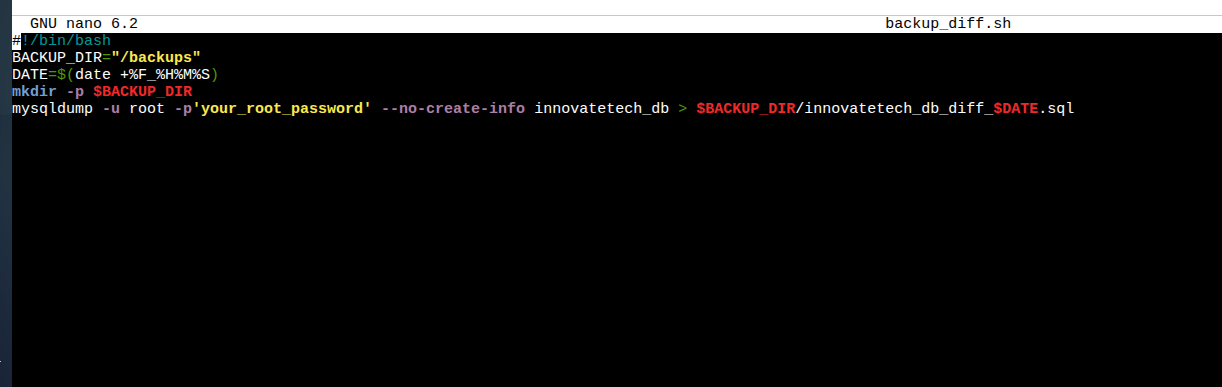 GNU nano 6.2 backup_diff.sh
#!/bin/bash
BACKUP_DIR="/backups"
DATE=$(date +%F_%H%M%S)
mkdir -p $BACKUP_DIR
mysqldump -u root -p'your_root_password' --no-create-info innovatetech_db > $BACKUP_DIR/innovatetech_db_diff_$DATE.sql